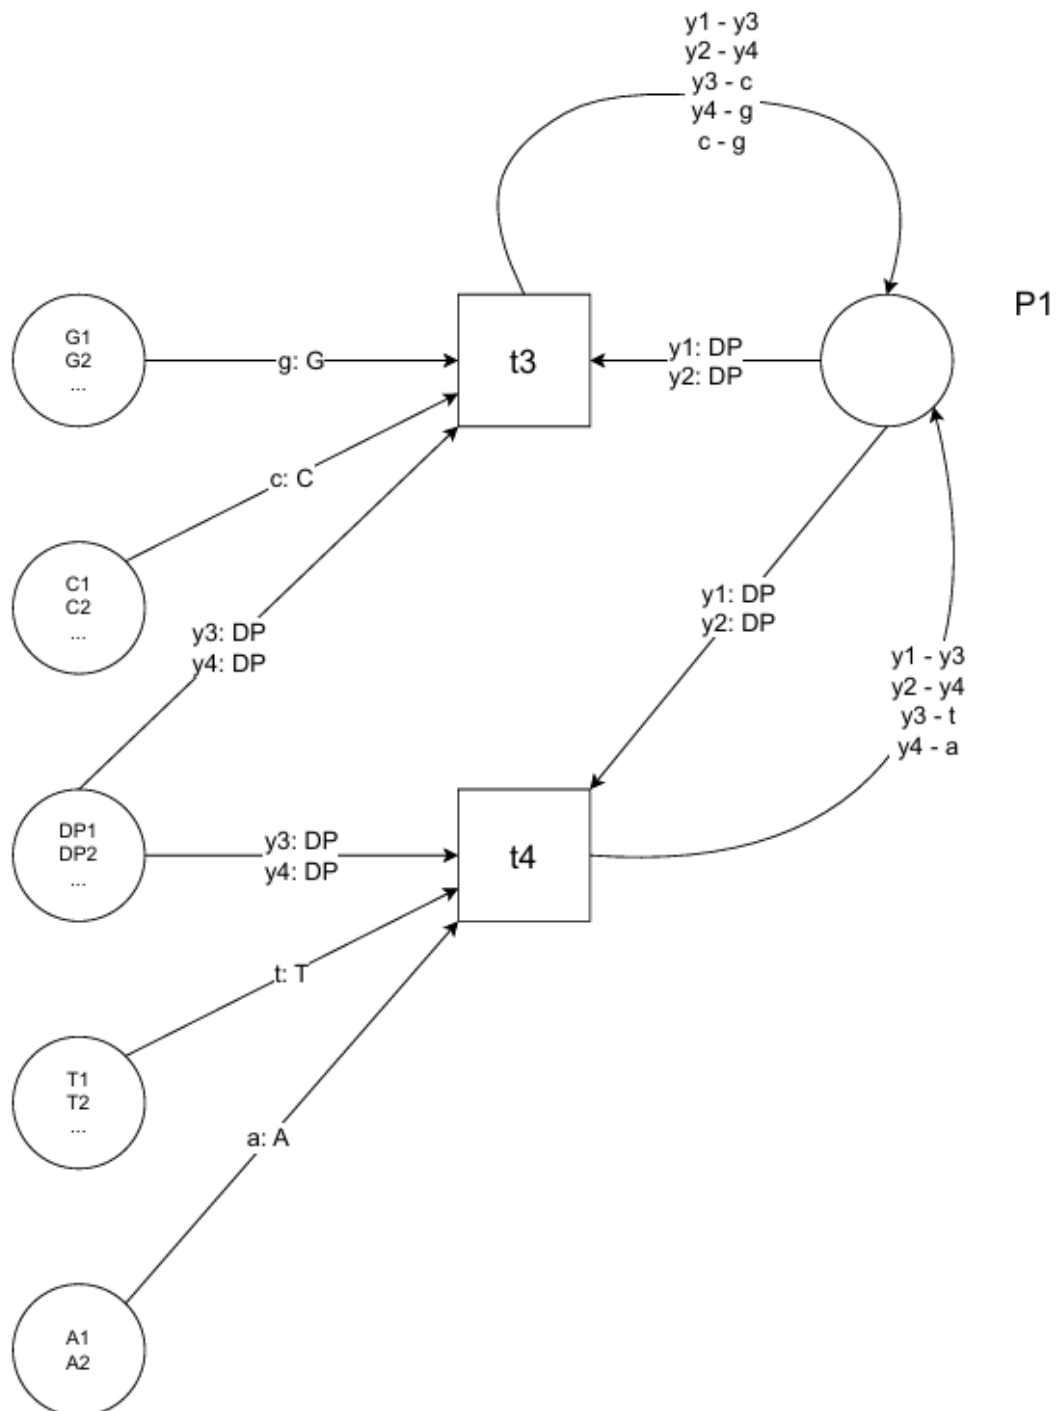 y1 - y3
y2 - y4
y3 - c
y4 - g
c - g
P1
G1
G2
...
g: G
t3
y1: DP
y2: DP
c: C
C1
C2
...
y3: DP
y4: DP
y1: DP
y2: DP
y1 - y3
y2 - y4
y3 - t
y4 - a
DP1
DP2
...
y3: DP
y4: DP
t4
t: T
T1
T2
...
a: A
A1
A2